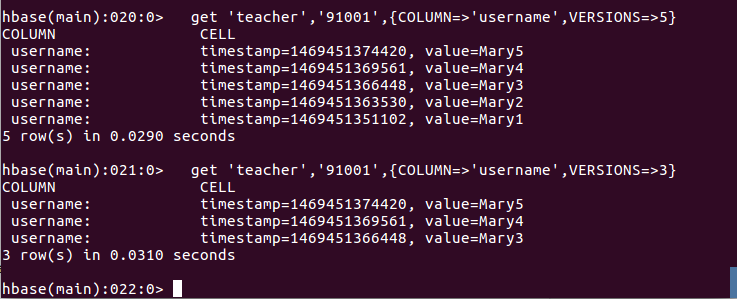 hbase(main):020:0>   get 'teacher','91001',{COLUMN=>'username',VERSIONS=>5}
COLUMN                CELL
 username:            timestamp=1469451374420, value=Mary5
 username:            timestamp=1469451369561, value=Mary4
 username:            timestamp=1469451366448, value=Mary3
 username:            timestamp=1469451363530, value=Mary2
 username:            timestamp=1469451351102, value=Mary1
5 row(s) in 0.0290 seconds
hbase(main):021:0>   get 'teacher','91001',{COLUMN=>'username',VERSIONS=>3}
COLUMN                CELL
 username:            timestamp=1469451374420, value=Mary5
 username:            timestamp=1469451369561, value=Mary4
 username:            timestamp=1469451366448, value=Mary3
3 row(s) in 0.0310 seconds
hbase(main):022:0>